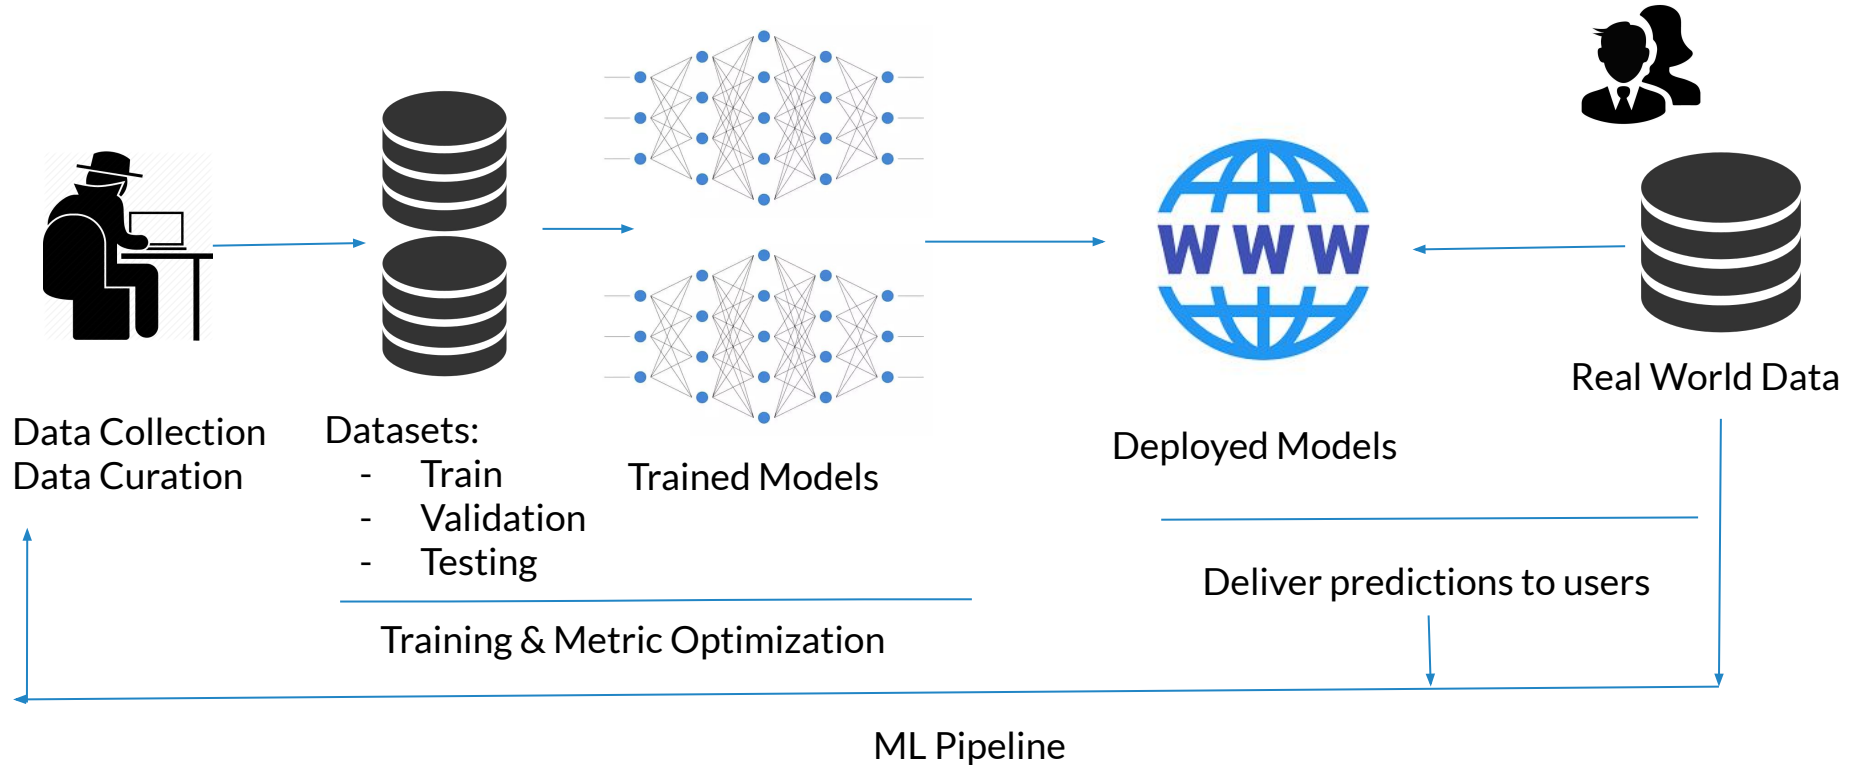 WWW
Real World Data
Data Collection
Data Curation
Datasets:
- Train
- Validation
- Testing
Trained Models
Deployed Models
Training & Metric Optimization
Deliver predictions to users
ML Pipeline